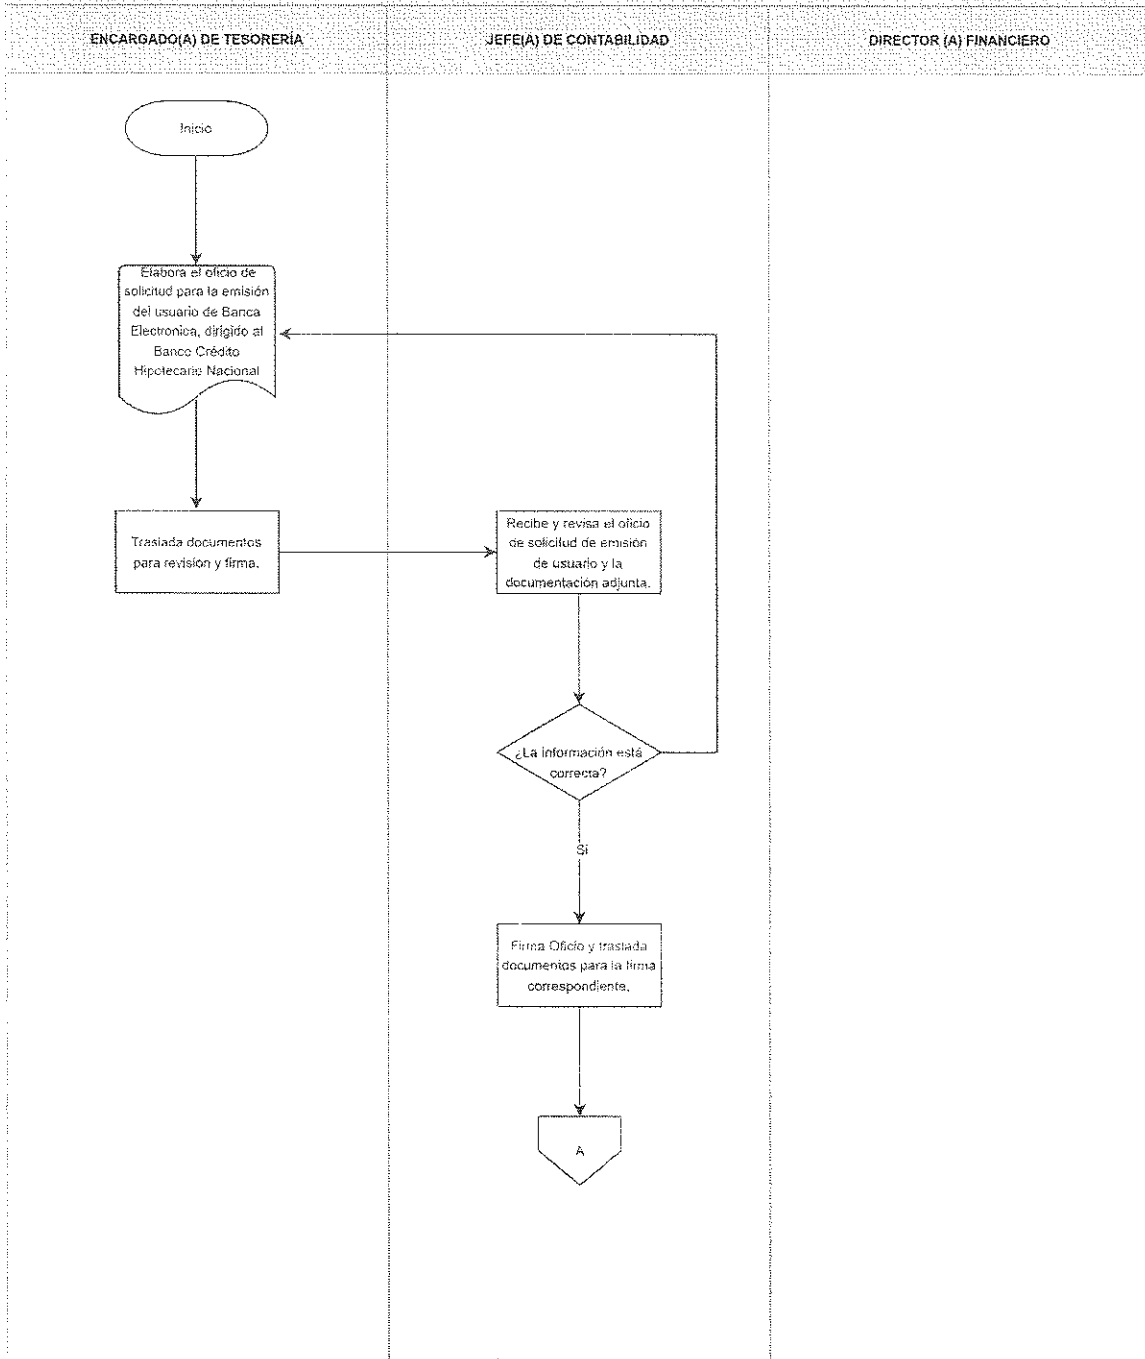 ENCARGADO(A) DE TESORERÍA
JEFE(A) DE CONTABILIDAD
DIRECTOR (A) FINANCIERO
Inicio
Elabora el oficio de
solicitud para la emisión
del usuario de Banca
Electronica, dirigido al
Banco Crédito
Hipotecario Nacional
Traslada documentos
para revisión y firma.
Recibe y revisa el oficio
de solicitud de emisión
de usuario y la
documentación adjunta.
¿La información está
correcta?
Sí
Firma Oficio y traslada
documentos para la firma
correspondiente.
A